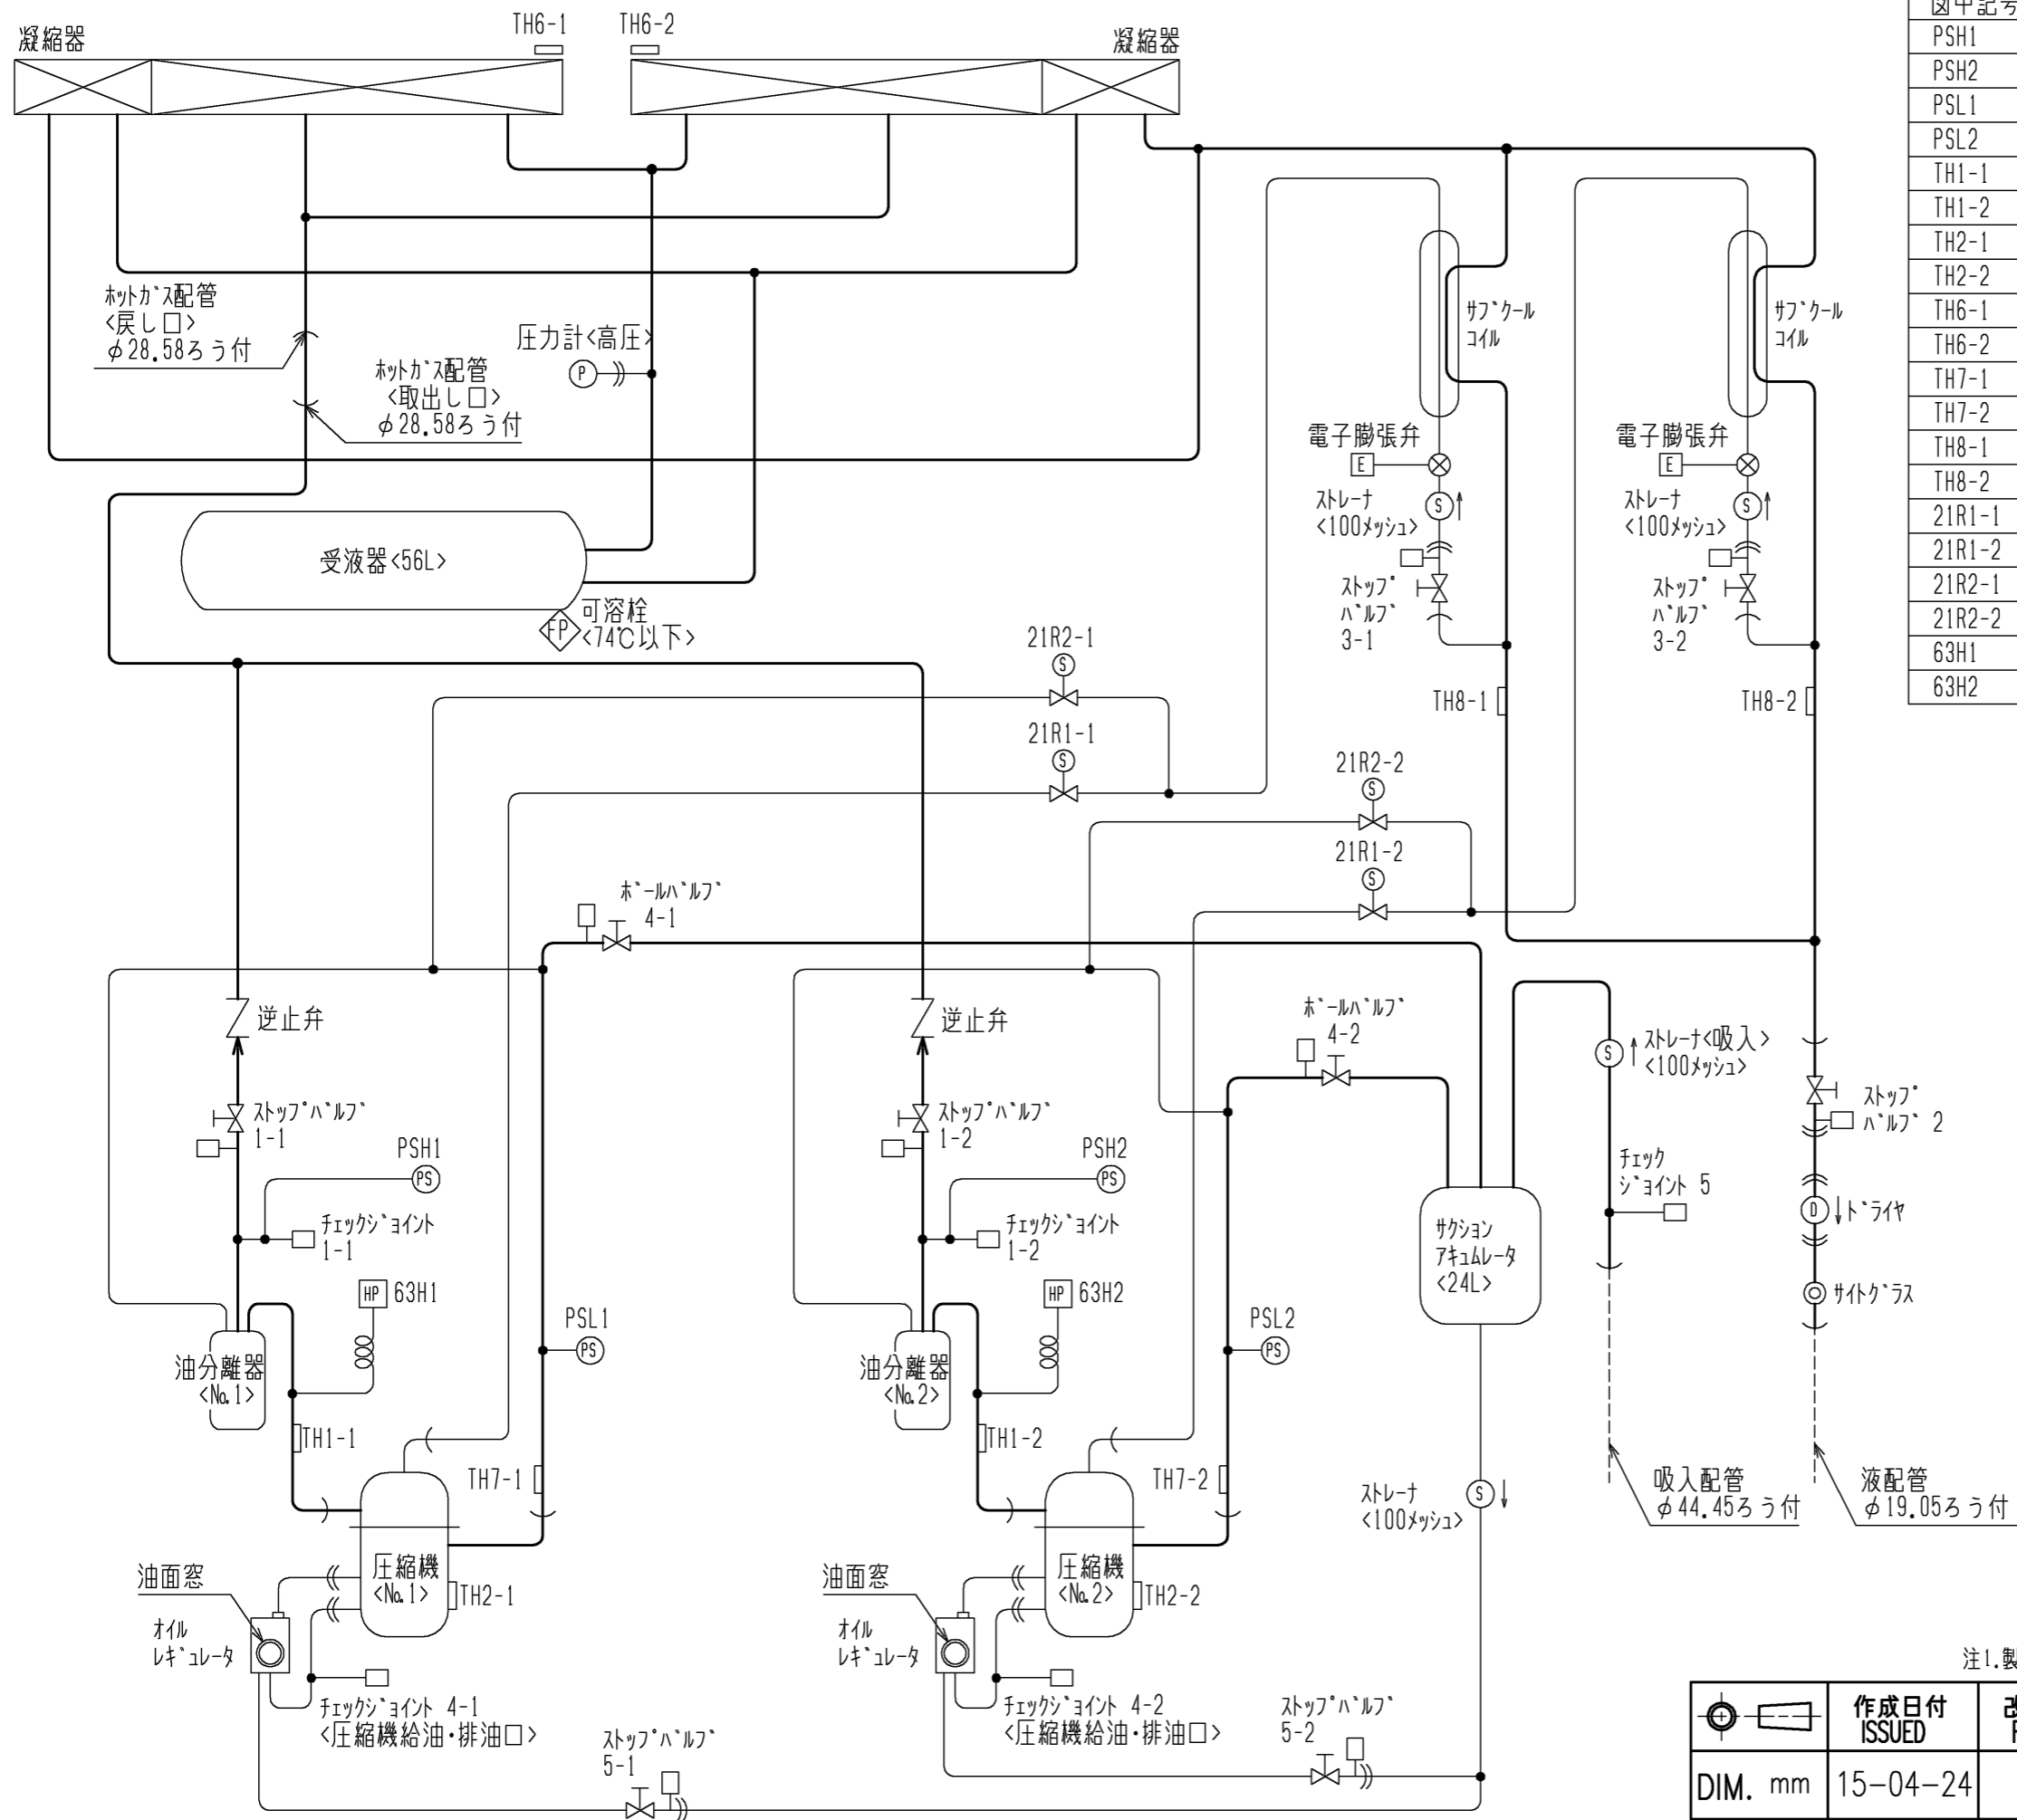 凝縮器
TH6-1
TH6-2
凝縮器
ホットガス配管
<戻し口>
φ28.58ろう付
ホットガス配管
<取出し口>
φ28.58ろう付
圧力計<高圧>
P
受液器<56L>
FP
可溶栓
<74℃以下>
サブクール
コイル
サブクール
コイル
電子膨張弁
E
電子膨張弁
E
ストレーナ
<100メッシュ>
S
ストレーナ
<100メッシュ>
S
ストップ
バルブ
3-1
ストップ
バルブ
3-2
TH8-1
TH8-2
21R2-1
S
21R1-1
S
21R2-2
S
21R1-2
S
ボールバルブ
4-1
逆止弁
逆止弁
ボールバルブ
4-2
ストップバルブ
1-1
ストップバルブ
1-2
PSH1
PS
PSH2
PS
チェックジョイント
1-1
チェックジョイント
1-2
HP 63H1
HP 63H2
PSL1
PS
PSL2
PS
油分離器
<No.1>
油分離器
<No.2>
TH1-1
TH1-2
TH7-1
TH7-2
サクション
アキュムレータ
<24L>
S
ストレーナ<吸入>
<100メッシュ>
チェック
ジョイント 5
ストップ
バルブ 2
D
ドライヤ
サイトグラス
吸入配管
φ44.45ろう付
液配管
φ19.05ろう付
ストレーナ
<100メッシュ>
S
圧縮機
<No.1>
TH2-1
圧縮機
<No.2>
TH2-2
油面窓
オイル
レギュレータ
油面窓
オイル
レギュレータ
チェックジョイント 4-1
<圧縮機給油・排油口>
チェックジョイント 4-2
<圧縮機給油・排油口>
ストップバルブ
5-1
ストップバルブ
5-2
図中記号
PSH1
PSH2
PSL1
PSL2
TH1-1
TH1-2
TH2-1
TH2-2
TH6-1
TH6-2
TH7-1
TH7-2
TH8-1
TH8-2
21R1-1
21R1-2
21R2-1
21R2-2
63H1
63H2
注1.製
作成日付
ISSUED
DIM. mm
15-04-24